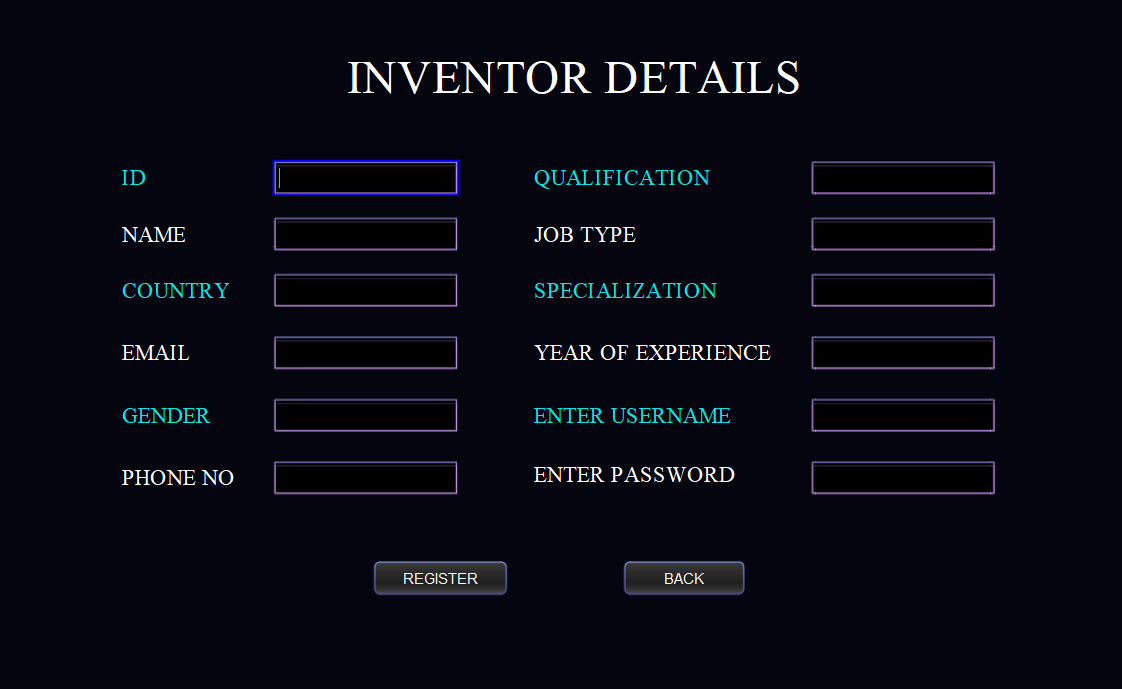 INVENTOR DETAILS
ID
QUALIFICATION
NAME
JOB TYPE
COUNTRY
SPECIALIZATION
EMAIL
YEAR OF EXPERIENCE
GENDER
ENTER USERNAME
PHONE NO
ENTER PASSWORD
REGISTER
BACK